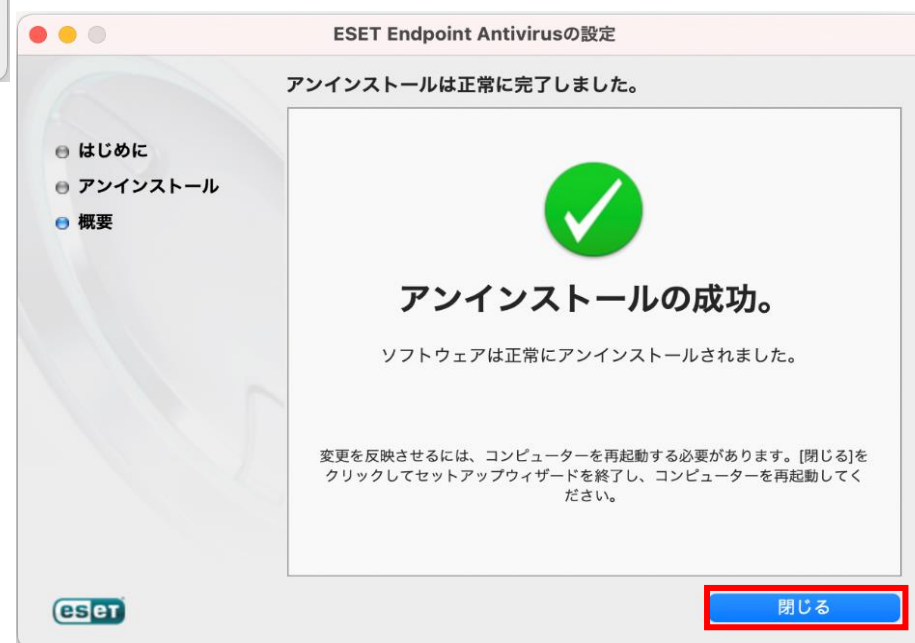 ESET Endpoint Antivirusの設定
アンインストールは正常に完了しました。
はじめに
アンインストール
概要
アンインストールの成功。
ソフトウェアは正常にアンインストールされました。
変更を反映させるには、コンピューターを再起動する必要があります。[閉じる]を
クリックしてセットアップウィザードを終了し、コンピューターを再起動してく
ださい。
eseT
閉じる